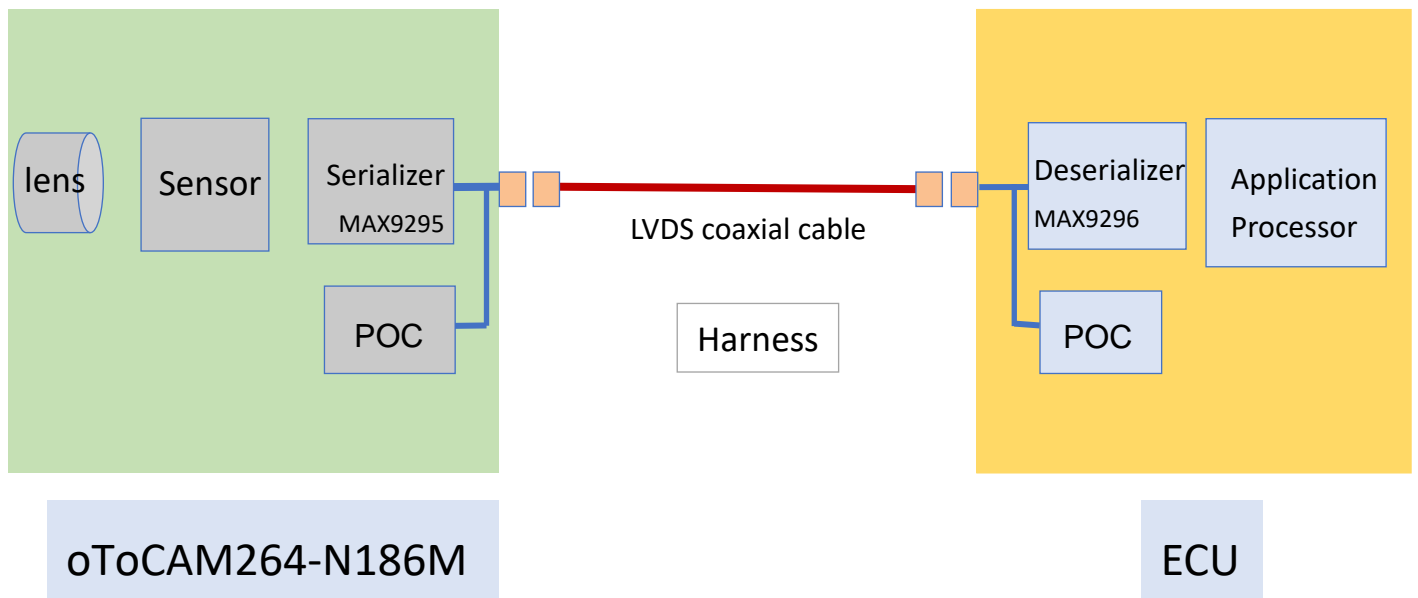 lens
Sensor
Serializer
MAX9295
POC
LVDS coaxial cable
Harness
Deserializer
MAX9296
Application
Processor
POC
oToCAM264-N186M
ECU